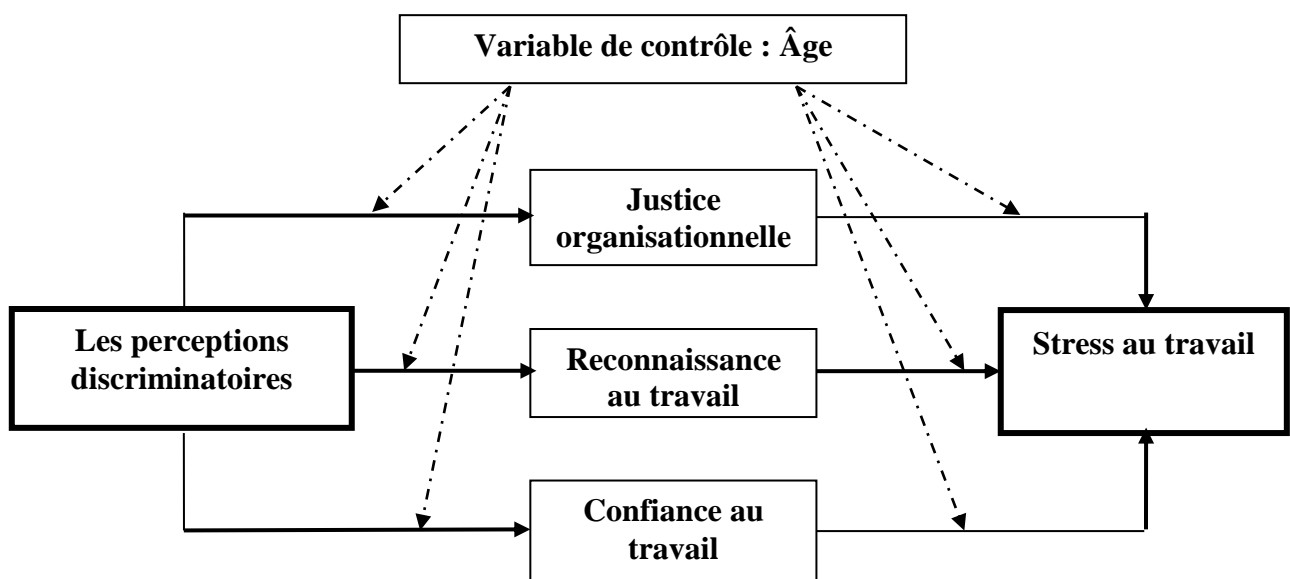 Variable de contrôle : Âge
Justice
organisationnelle
Les perceptions
discriminatoires
Reconnaissance
au travail
Stress au travail
Confiance au
travail